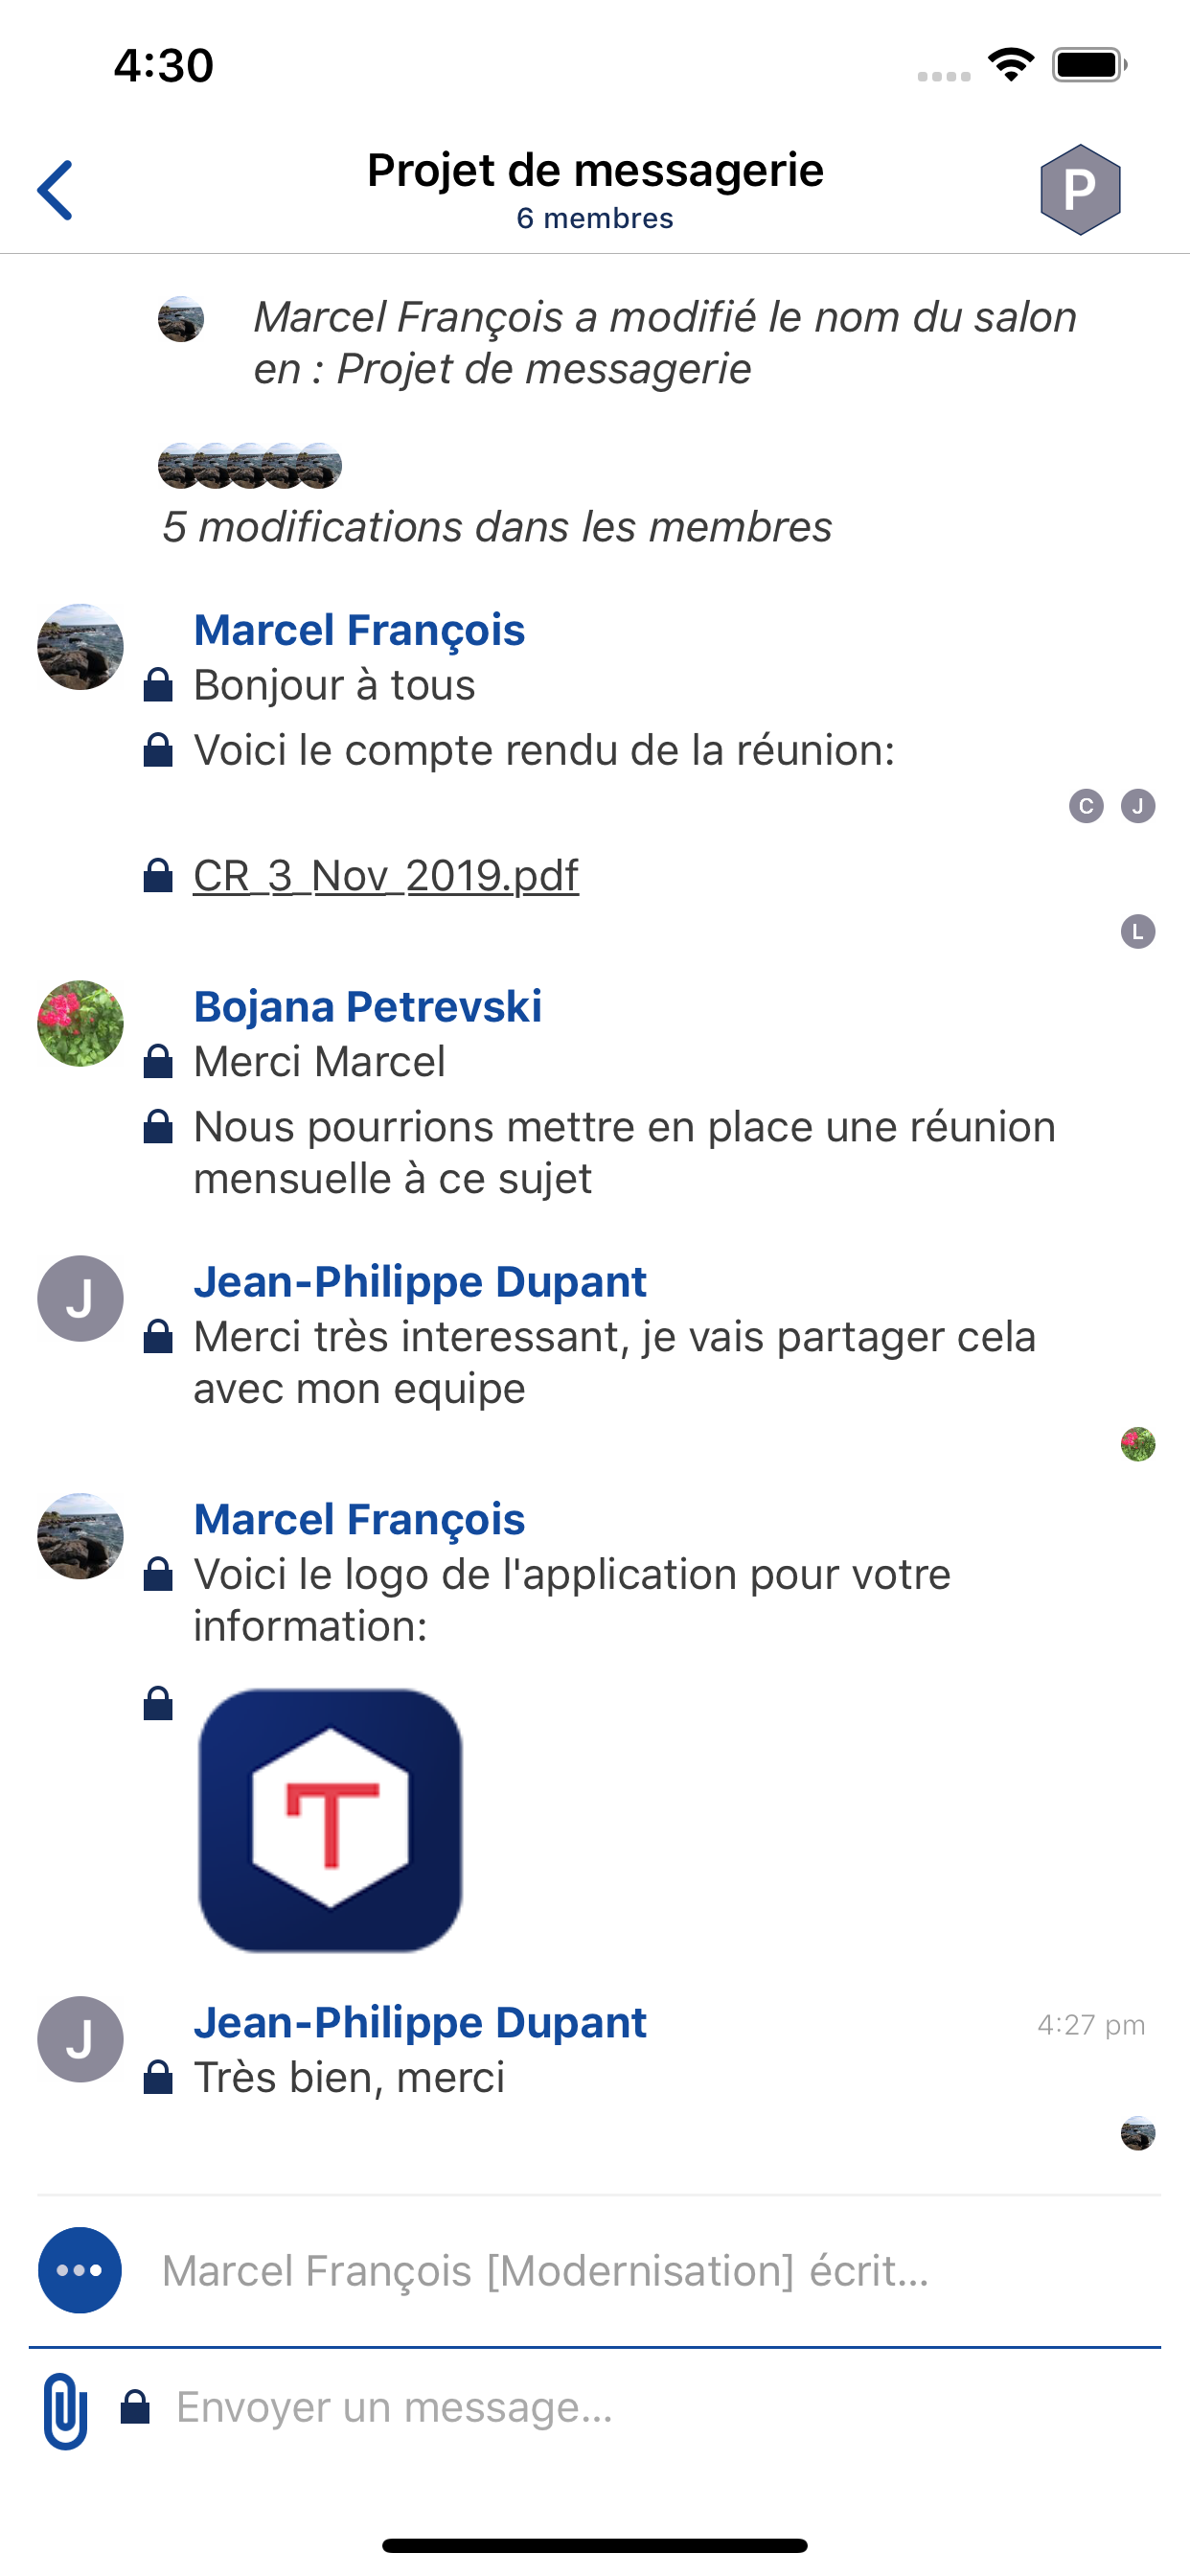 4:30
Projet de messagerie
P
6 membres
Marcel François a modifié le nom du salon
en : Projet de messagerie
5 modifications dans les membres
Marcel François
Bonjour à tous
Voici le compte rendu de la réunion:
C J
CR_3_Nov_2019.pdf
L
Bojana Petrevski
Merci Marcel
Nous pourrions mettre en place une réunion
mensuelle à ce sujet
J
Jean-Philippe Dupant
Merci très interessant, je vais partager cela
avec mon equipe
Marcel François
Voici le logo de l'application pour votre
information:
T
J
Jean-Philippe Dupant
4:27 pm
Très bien, merci
Marcel François [Modernisation] écrit...
Envoyer un message...